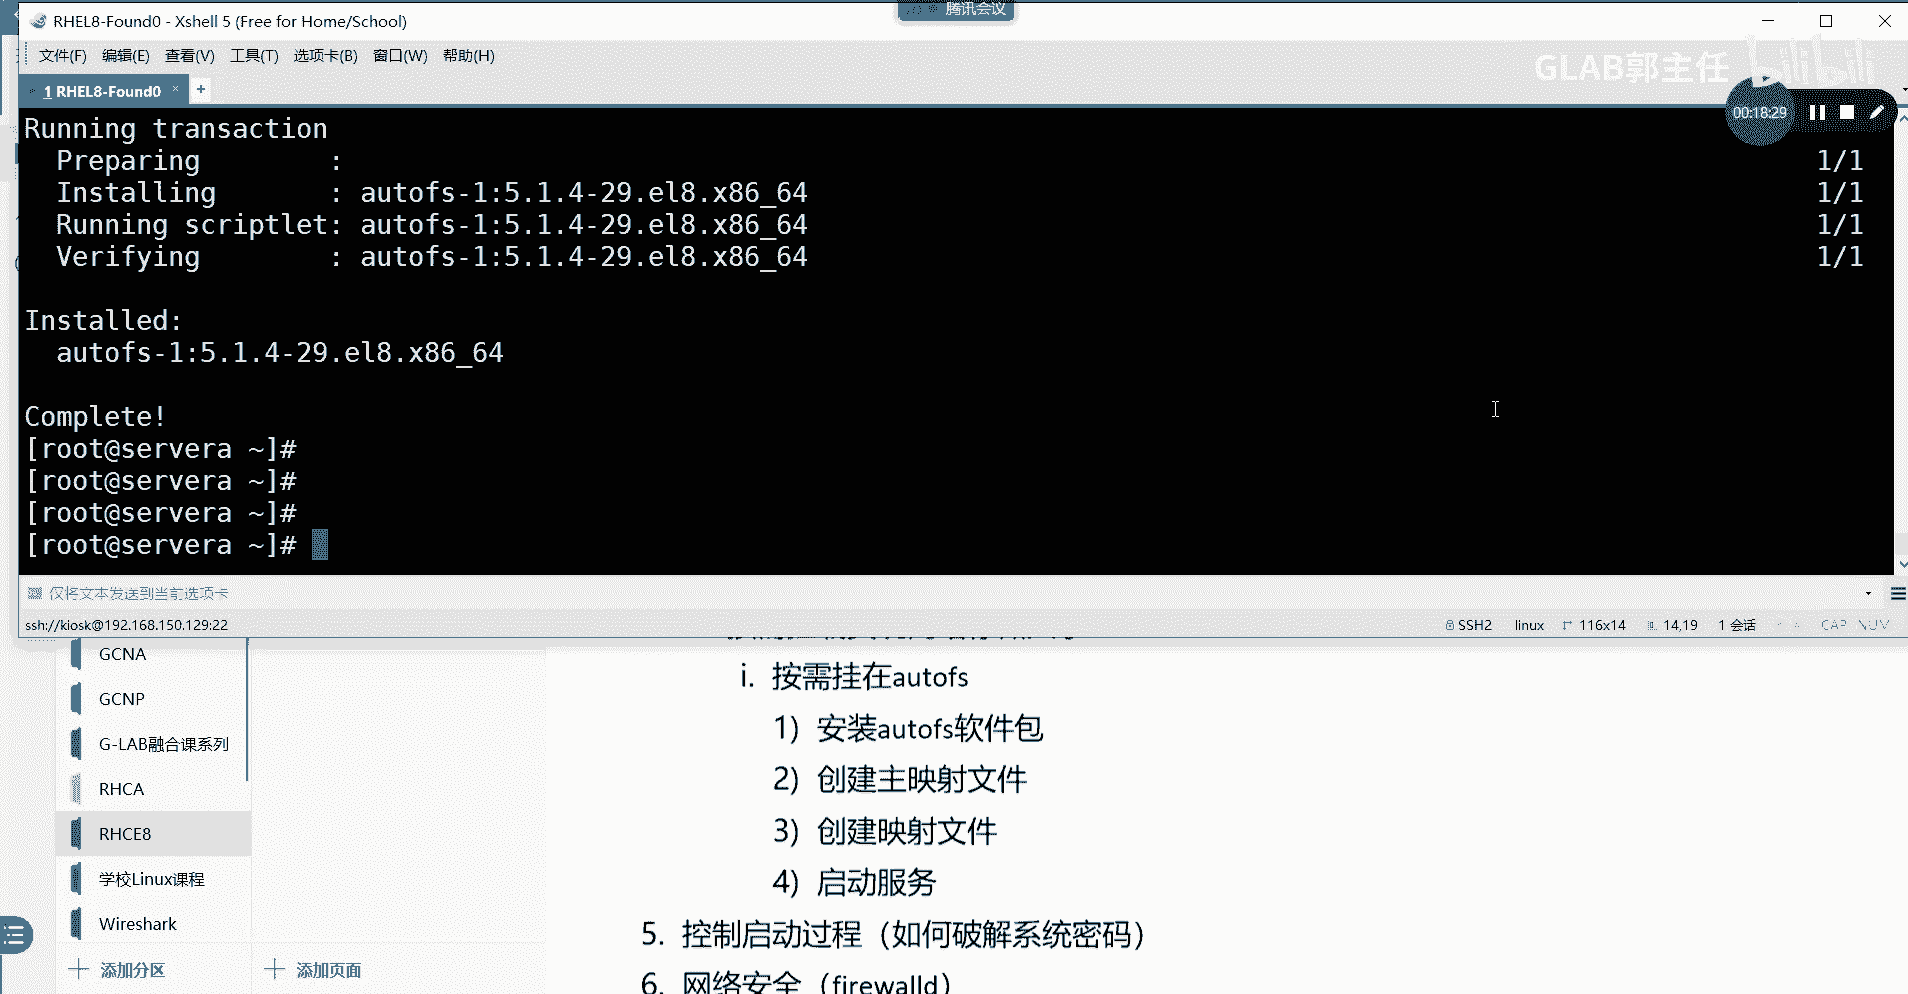 RHEL8-Found0 - Xshell 5 (Free for Home/School)
腾讯会议
文件(F) 编辑(E) 查看(V) 工具(T) 选项卡(B) 窗口(W) 帮助(H)
GLAB郭主任 bilibili
1 RHEL8-Found0 × +
00:18:29
Running transaction
Preparing : 1/1
Installing : autofs-1:5.1.4-29.el8.x86_64 1/1
Running scriptlet: autofs-1:5.1.4-29.el8.x86_64 1/1
Verifying : autofs-1:5.1.4-29.el8.x86_64 1/1
Installed:
autofs-1:5.1.4-29.el8.x86_64
Complete!
[root@servera ~]#
[root@servera ~]#
[root@servera ~]#
[root@servera ~]#
仅将文本发送到当前选项卡
ssh://kiosk@192.168.150.129:22 SSH2 linux 116x14 14,19 1 会话 CAP NUM
GCNA
GCNP
G-LAB融合课系列
RHCA
RHCE8
学校Linux课程
Wireshark
添加分区
添加页面
i. 按需挂在autofs
1) 安装autofs软件包
2) 创建主映射文件
3) 创建映射文件
4) 启动服务
5. 控制启动过程（如何破解系统密码）
6. 网络安全（firewalld）